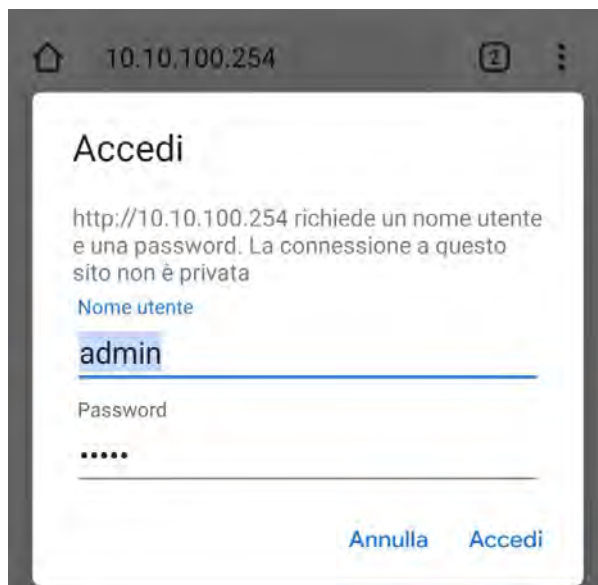 10.10.100.254
2
Accedi
http://10.10.100.254 richiede un nome utente
e una password. La connessione a questo
sito non è privata
Nome utente
admin
Password
•••••
Annulla Accedi